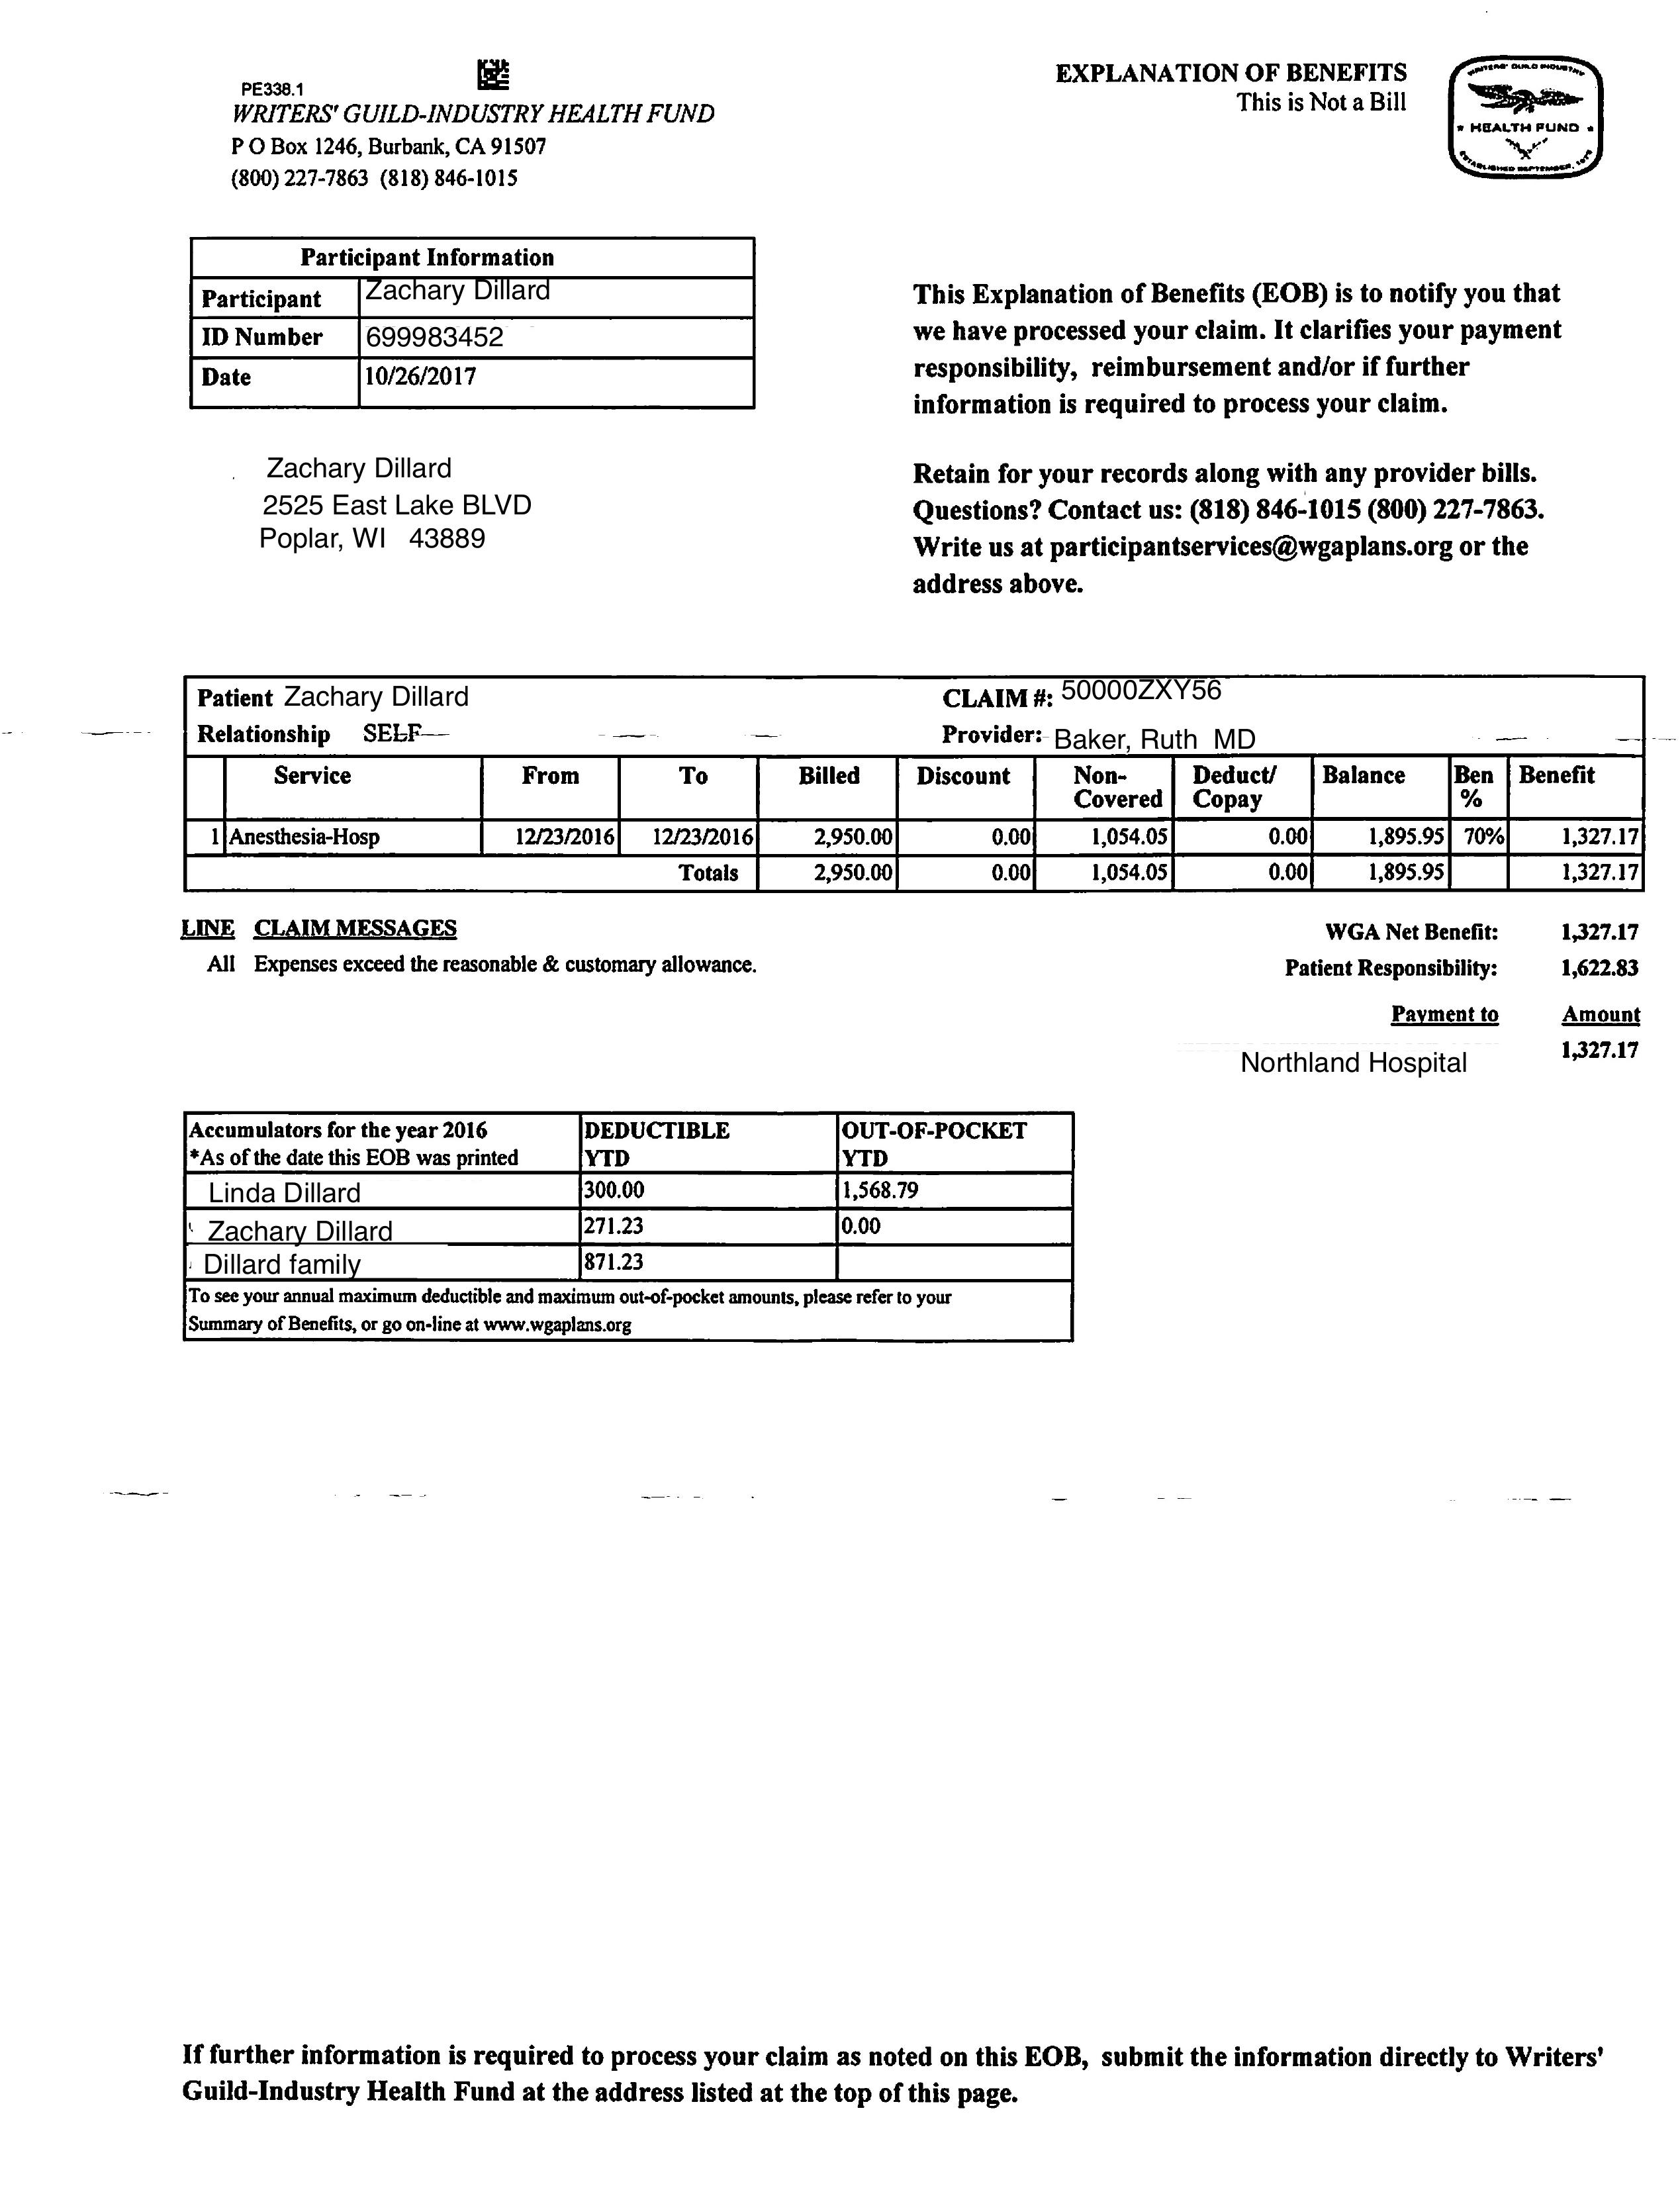 PE338.1
WRITERS' GUILD-INDUSTRY HEALTH FUND
P O Box 1246, Burbank, CA 91507
(800) 227-7863 (818) 846-1015
EXPLANATION OF BENEFITS
This is Not a Bill
WRITERS' GUILD INDUSTRY
* HEALTH FUND *
ESTABLISHED SEPTEMBER,
Participant Information
Participant Zachary Dillard
ID Number 699983452
Date 10/26/2017
Zachary Dillard
2525 East Lake BLVD
Poplar, WI 43889
This Explanation of Benefits (EOB) is to notify you that
we have processed your claim. It clarifies your payment
responsibility, reimbursement and/or if further
information is required to process your claim.
Retain for your records along with any provider bills.
Questions? Contact us: (818) 846-1015 (800) 227-7863.
Write us at participantservices@wgaplans.org or the
address above.
Patient Zachary Dillard CLAIM #: 50000ZXY56
Relationship SELF Provider: Baker, Ruth MD
Service From To Billed Discount Non-Covered Deduct/Copay Balance Ben % Benefit
1 Anesthesia-Hosp 12/23/2016 12/23/2016 2,950.00 0.00 1,054.05 0.00 1,895.95 70% 1,327.17
Totals 2,950.00 0.00 1,054.05 0.00 1,895.95 1,327.17
LINE CLAIM MESSAGES
All Expenses exceed the reasonable & customary allowance.
WGA Net Benefit: 1,327.17
Patient Responsibility: 1,622.83
Payment to Amount
Northland Hospital 1,327.17
Accumulators for the year 2016 DEDUCTIBLE OUT-OF-POCKET
*As of the date this EOB was printed YTD YTD
Linda Dillard 300.00 1,568.79
Zachary Dillard 271.23 0.00
Dillard family 871.23
To see your annual maximum deductible and maximum out-of-pocket amounts, please refer to your
Summary of Benefits, or go on-line at www.wgaplans.org
If further information is required to process your claim as noted on this EOB, submit the information directly to Writers'
Guild-Industry Health Fund at the address listed at the top of this page.